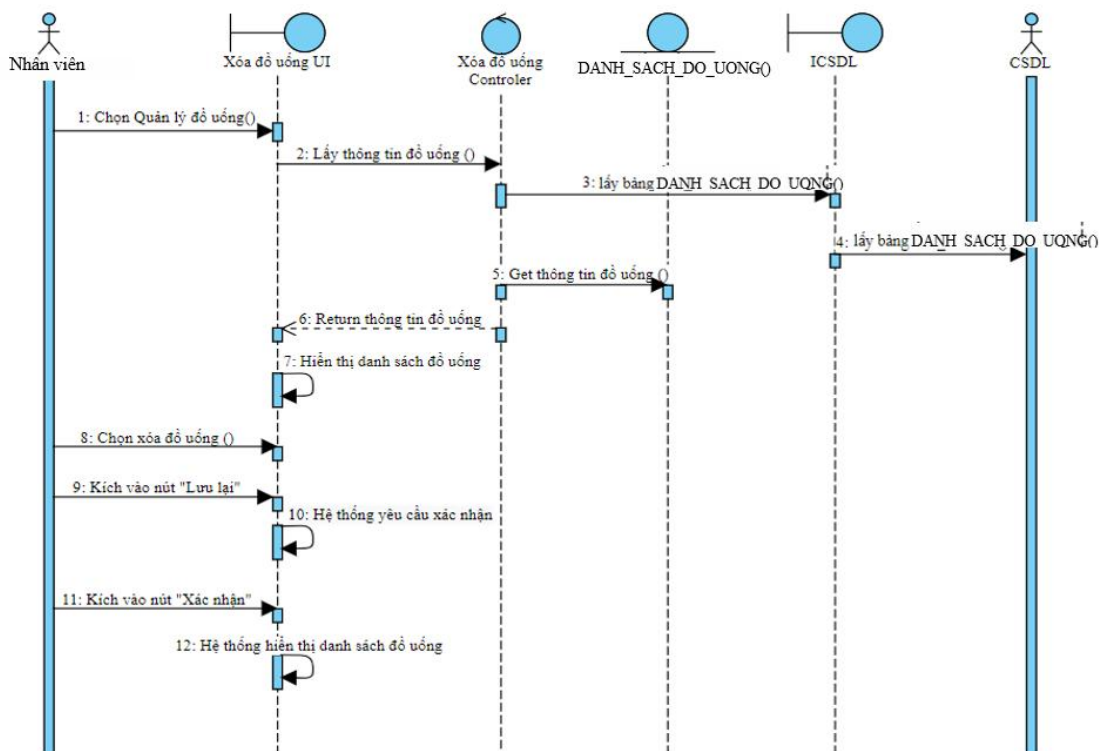 Nhân viên
Xóa đồ uống UI
Xóa đồ uống
Controler
DANH_SACH_DO_UONG()
ICSDL
CSDL
1: Chọn Quản lý đồ uống()
2: Lấy thông tin đồ uống ()
3: lấy bảng DANH_SACH_DO_UONG()
4: lấy bảng DANH_SACH_DO_UONG()
5: Get thông tin đồ uống ()
6: Return thông tin đồ uống
7: Hiển thị danh sách đồ uống
8: Chọn xóa đồ uống ()
9: Kích vào nút "Lưu lại"
10: Hệ thống yêu cầu xác nhận
11: Kích vào nút "Xác nhận"
12: Hệ thống hiển thị danh sách đồ uống